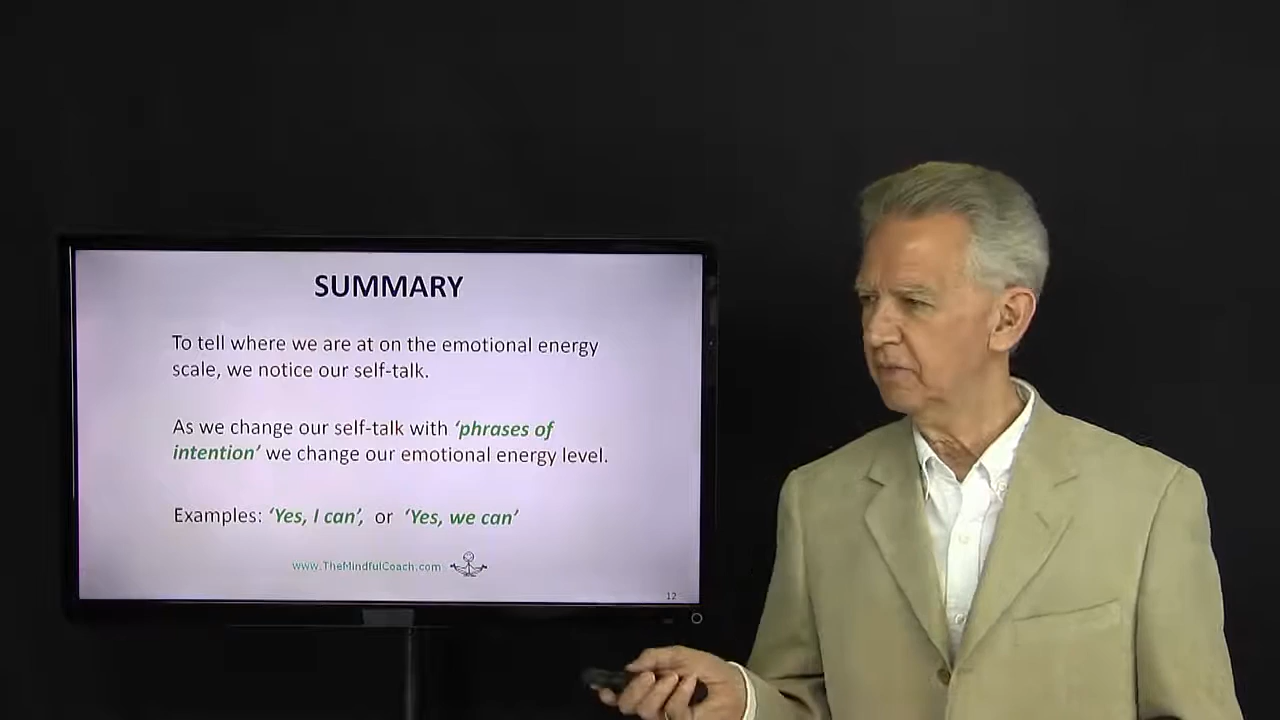 SUMMARY
To tell where we are at on the emotional energy
scale, we notice our self-talk.
As we change our self-talk with ‘phrases of
intention’ we change our emotional energy level.
Examples: ‘Yes, I can’, or ‘Yes, we can’
www.TheMindfulCoach.com
12